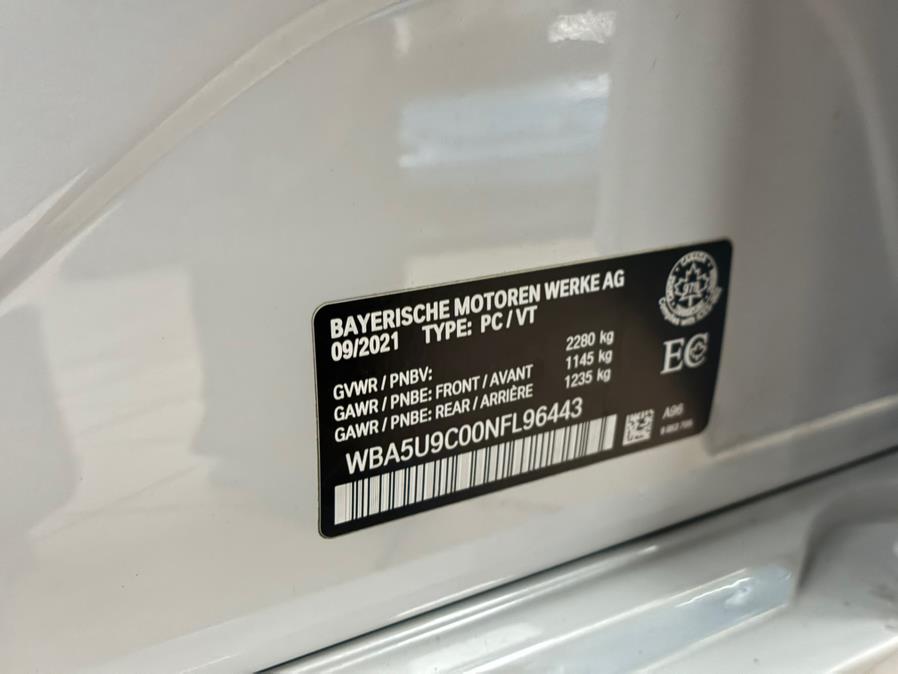 BAYERISCHE MOTOREN WERKE AG
09/2021 TYPE: PC / VT
GVWR / PNBV: 2280 kg
GAWR / PNBE: FRONT / AVANT 1145 kg
GAWR / PNBE: REAR / ARRIÈRE 1235 kg
WBA5U9C00NFL96443
CANADA
EC
A96